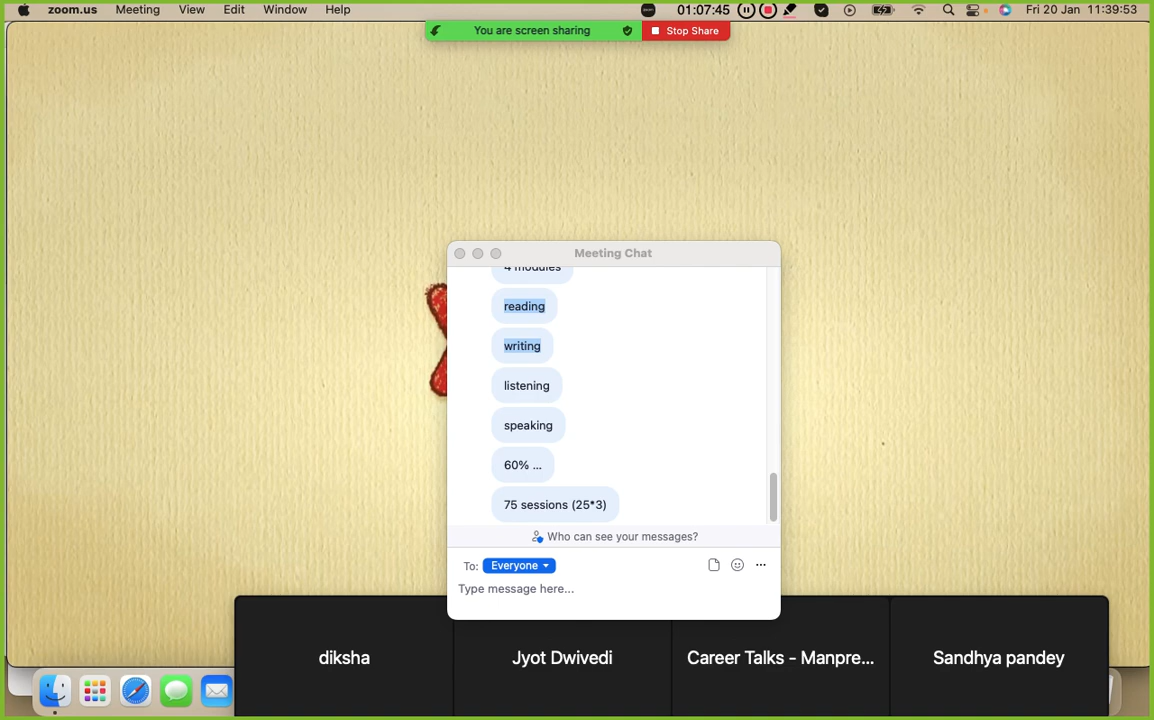 zoom.us Meeting View Edit Window Help 01:07:45 Fri 20 Jan 11:39:53
You are screen sharing Stop Share
Meeting Chat
4 modules
reading
writing
listening
speaking
60% ...
75 sessions (25*3)
Who can see your messages?
To: Everyone
Type message here...
diksha Jyot Dwivedi Career Talks - Manpre... Sandhya pandey